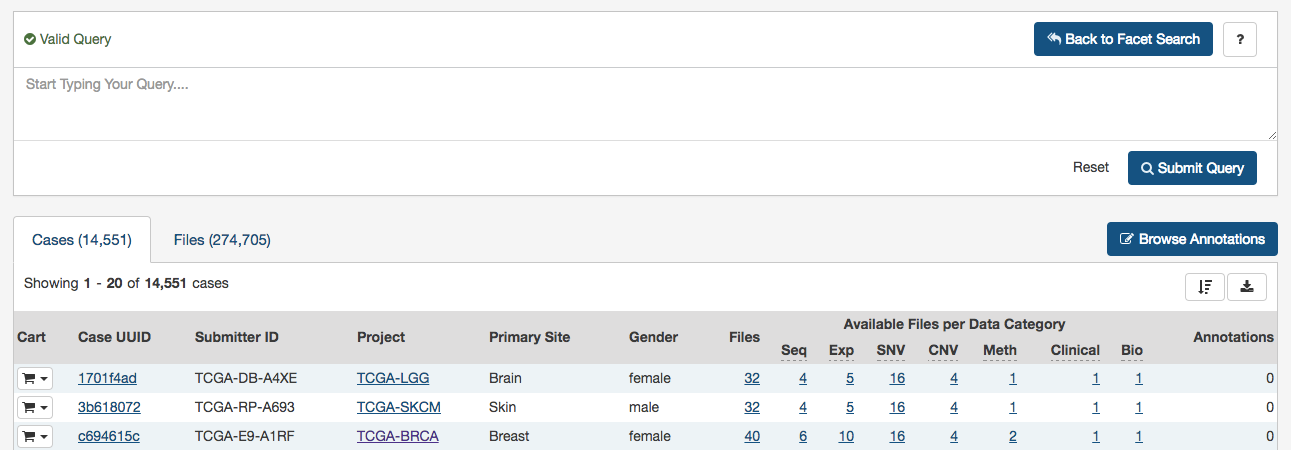 Valid Query
Back to Facet Search
?
Start Typing Your Query....
Reset
Submit Query
Cases (14,551)
Files (274,705)
Browse Annotations
Showing 1 - 20 of 14,551 cases
Available Files per Data Category
Cart Case UUID Submitter ID Project Primary Site Gender Files Seq Exp SNV CNV Meth Clinical Bio Annotations
1701f4ad TCGA-DB-A4XE TCGA-LGG Brain female 32 4 5 16 4 1 1 1 0
3b618072 TCGA-RP-A693 TCGA-SKCM Skin male 32 4 5 16 4 1 1 1 0
c694615c TCGA-E9-A1RF TCGA-BRCA Breast female 40 6 10 16 4 2 1 1 0